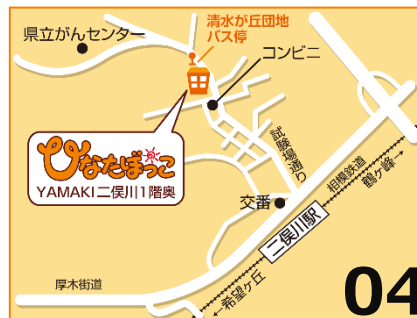 清水が丘団地
バス停
県立がんセンター
コンビニ
ひなたぼっこ
YAMAKI二俣川1階奥
試験場通り
相模鉄道
鶴ヶ峰
交番
二俣川駅
希望ヶ丘
厚木街道
04